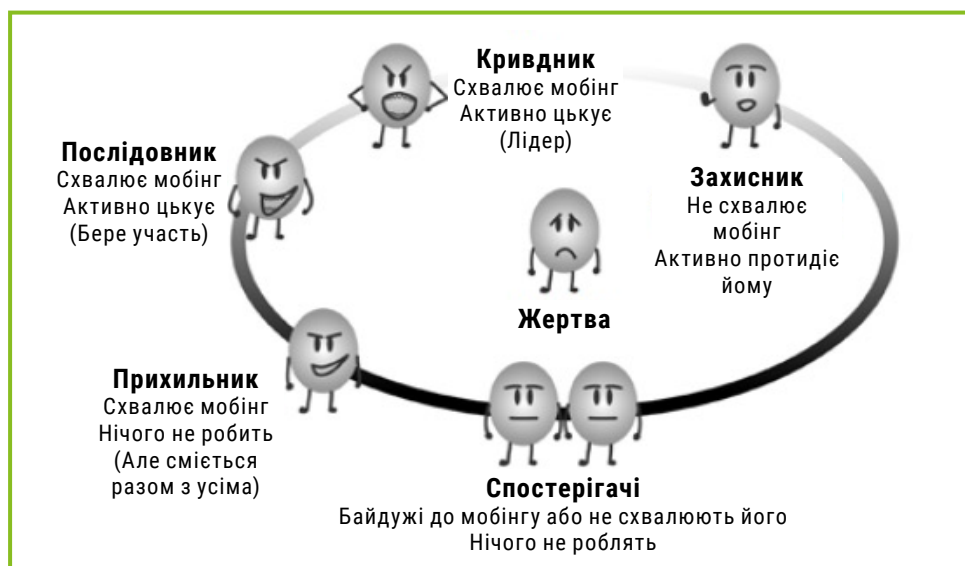 Кривдник
Схвалює мобінг
Активно цькує
(Лідер)
Послідовник
Схвалює мобінг
Активно цькує
(Бере участь)
Захисник
Не схвалює
мобінг
Активно протидіє
йому
Жертва
Прихильник
Схвалює мобінг
Нічого не робить
(Але сміється
разом з усіма)
Спостерігачі
Байдужі до мобінгу або не схвалюють його
Нічого не роблять